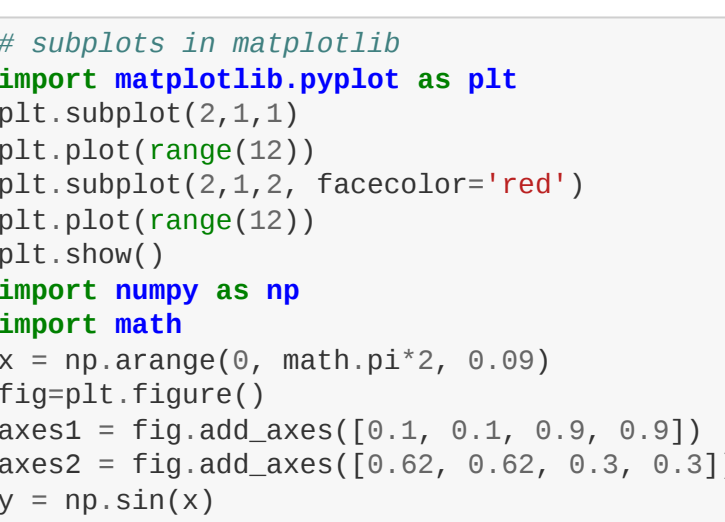 # subplots in matplotlib
import matplotlib.pyplot as plt
plt.subplot(2,1,1)
plt.plot(range(12))
plt.subplot(2,1,2, facecolor='red')
plt.plot(range(12))
plt.show()
import numpy as np
import math
x = np.arange(0, math.pi*2, 0.09)
fig=plt.figure()
axes1 = fig.add_axes([0.1, 0.1, 0.9, 0.9])
axes2 = fig.add_axes([0.62, 0.62, 0.3, 0.3])
y = np.sin(x)